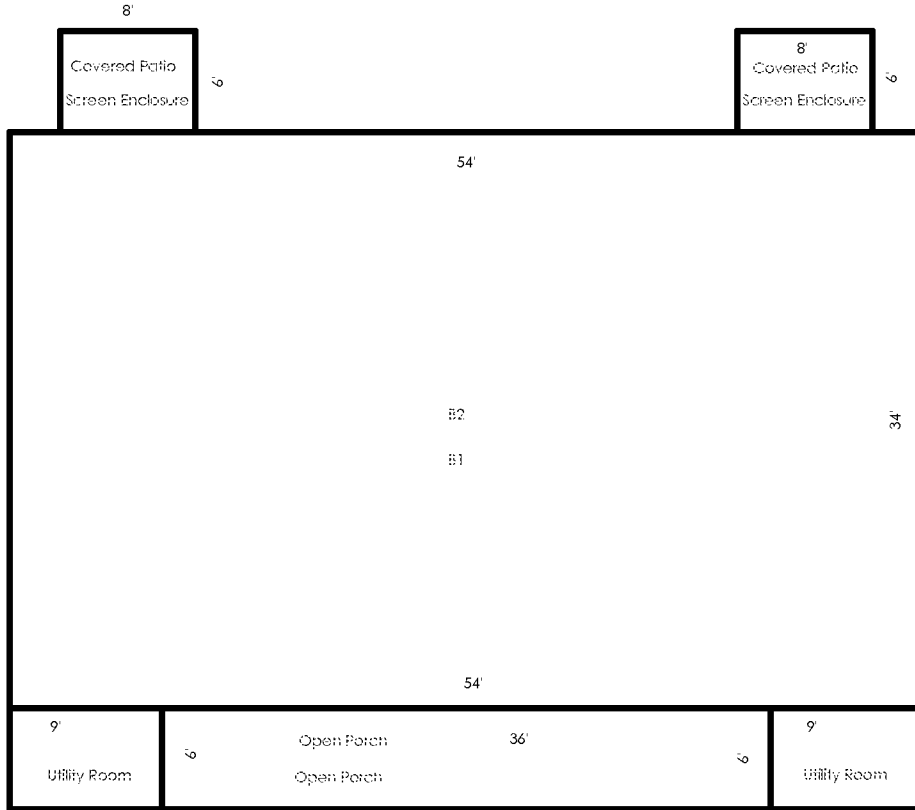 8'
Covered Patio
6'
Screen Enclosure
8'
Covered Patio
6'
Screen Enclosure
54'
B2
34'
B1
54'
9'
Utility Room
6'
Open Porch
36'
Open Porch
6'
9'
Utility Room